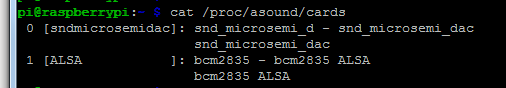 pi@raspberrypi:~ $ cat /proc/asound/cards
0 [sndmicrosemidac]: snd_microsemi_d - snd_microsemi_dac
snd_microsemi_dac
1 [ALSA           ]: bcm2835 - bcm2835 ALSA
bcm2835 ALSA